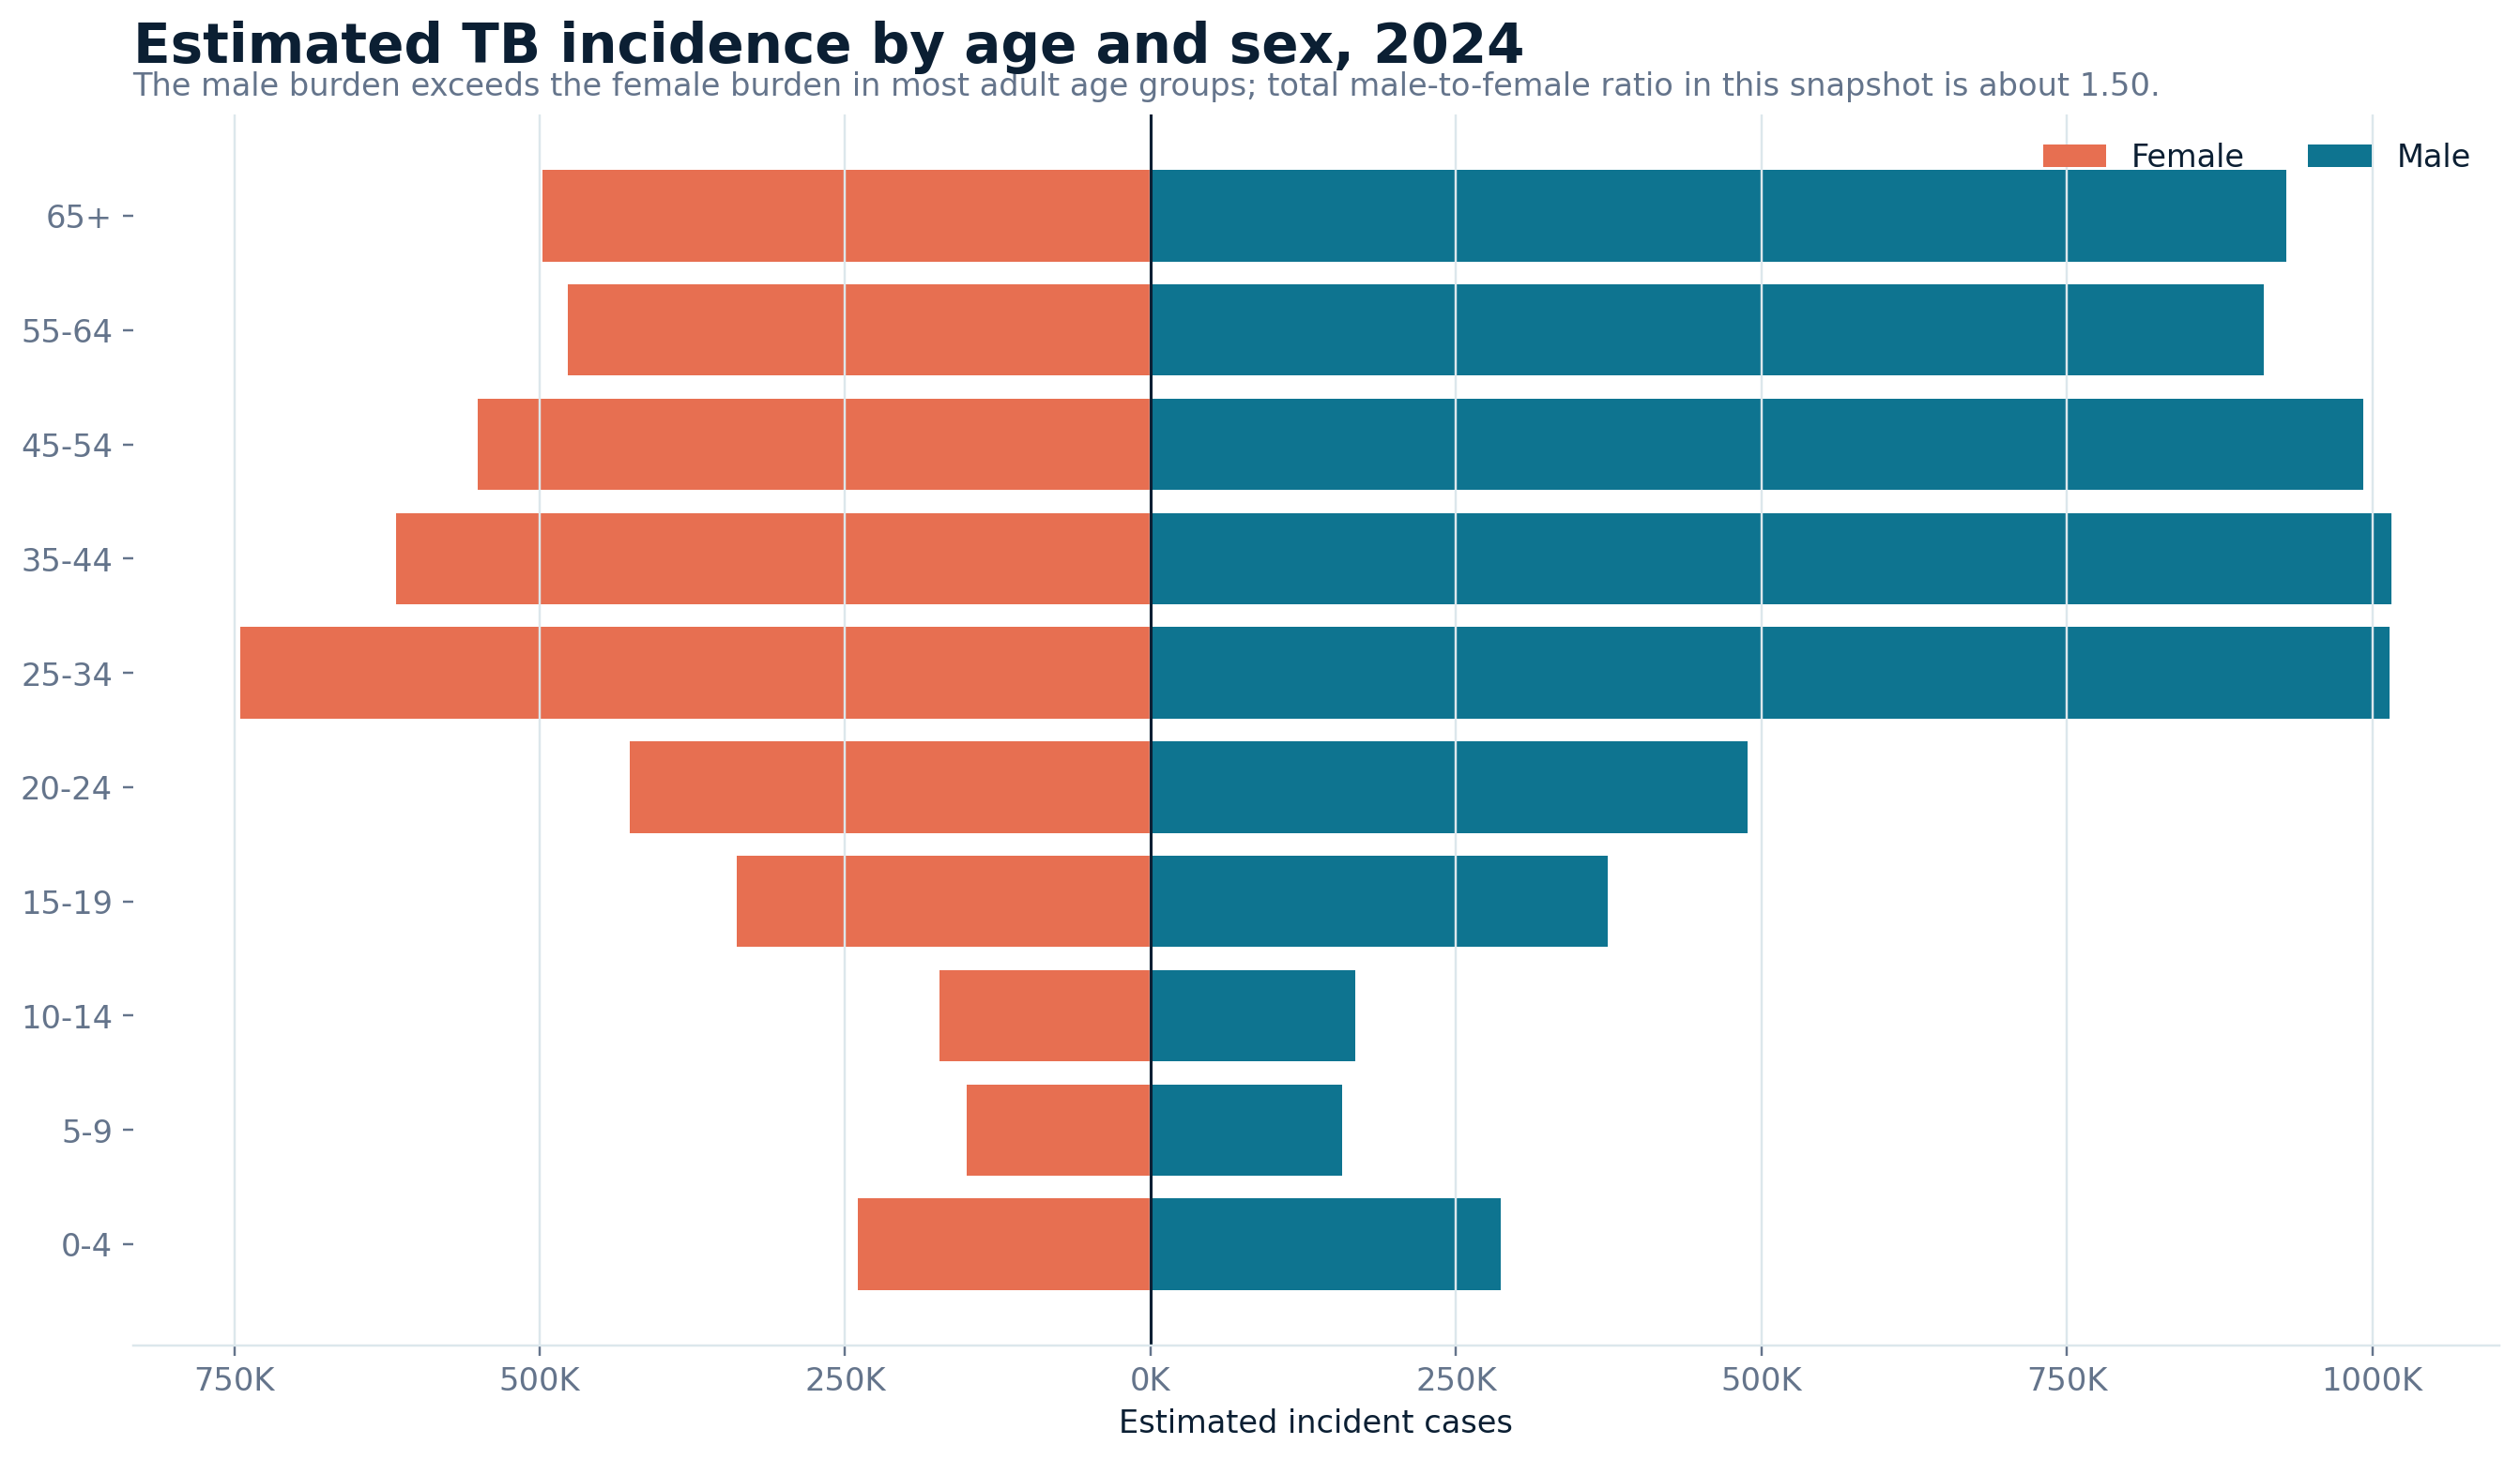 Estimated TB incidence by age and sex, 2024
The male burden exceeds the female burden in most adult age groups; total male-to-female ratio in this snapshot is about 1.50.
Female Male
65+
55-64
45-54
35-44
25-34
20-24
15-19
10-14
5-9
0-4
750K 500K 250K 0K 250K 500K 750K 1000K
Estimated incident cases